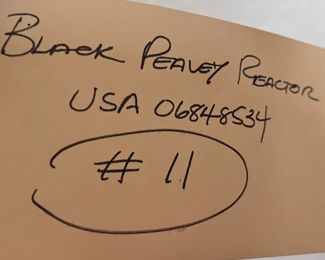 BLACK PEAVEY REACTOR
USA 06848534
# 11